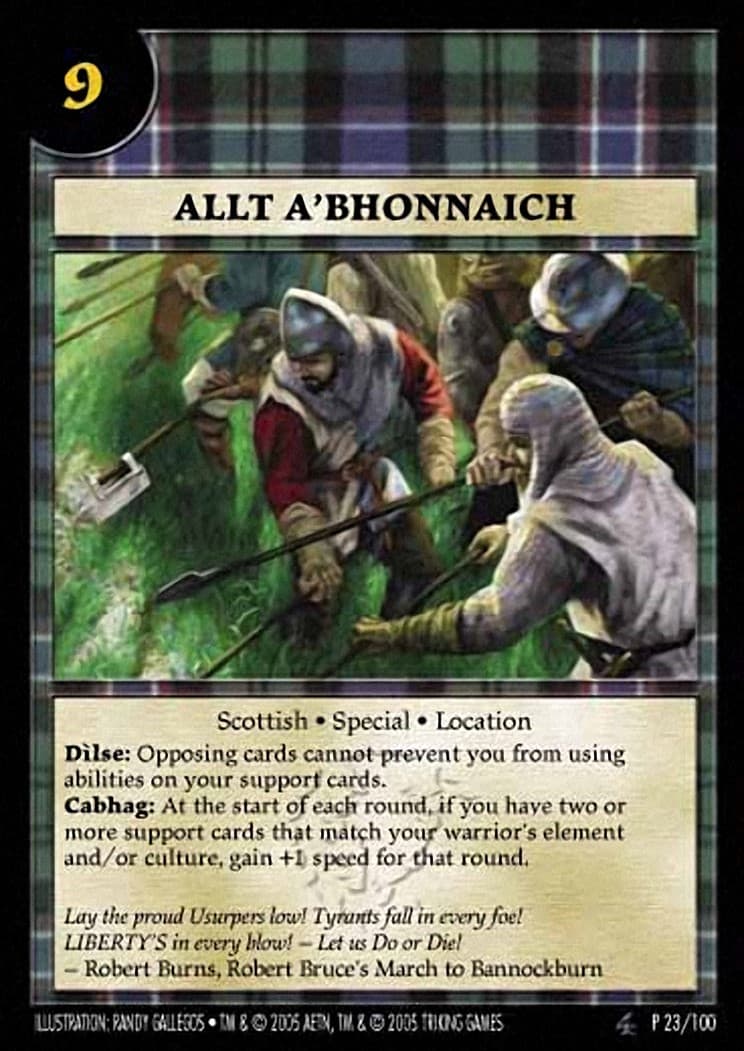 9
ALLT A’BHONNAICH
Scottish • Special • Location
Dìlse: Opposing cards cannot prevent you from using
abilities on your support cards.
Cabhag: At the start of each round, if you have two or
more support cards that match your warrior's element
and/or culture, gain +1 speed for that round.
Lay the proud Usurpers low! Tyrants fall in every foe!
LIBERTY'S in every blow! – Let us Do or Die!
– Robert Burns, Robert Bruce's March to Bannockburn
ILLUSTRATION: RANDY GALLEGOS • TM & © 2005 AETN, TM & © 2005 TRIKING GAMES
P 23/100